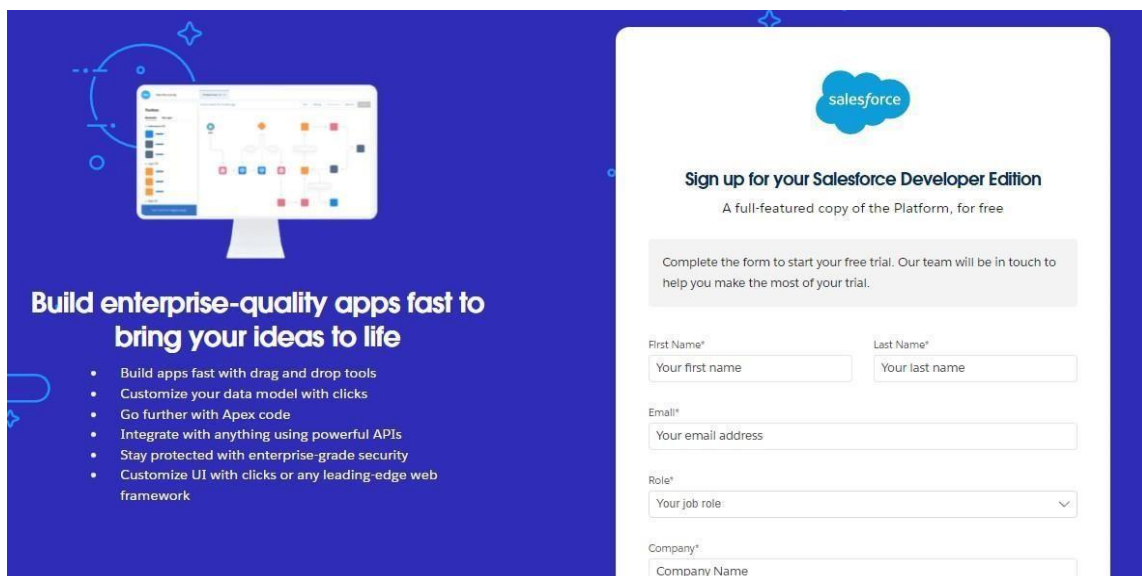 Build enterprise-quality apps fast to
bring your ideas to life
• Build apps fast with drag and drop tools
• Customize your data model with clicks
• Go further with Apex code
• Integrate with anything using powerful APIs
• Stay protected with enterprise-grade security
• Customize UI with clicks or any leading-edge web
framework
salesforce
Sign up for your Salesforce Developer Edition
A full-featured copy of the Platform, for free
Complete the form to start your free trial. Our team will be in touch to
help you make the most of your trial.
First Name* Last Name*
Your first name Your last name
Email*
Your email address
Role*
Your job role
Company*
Company Name